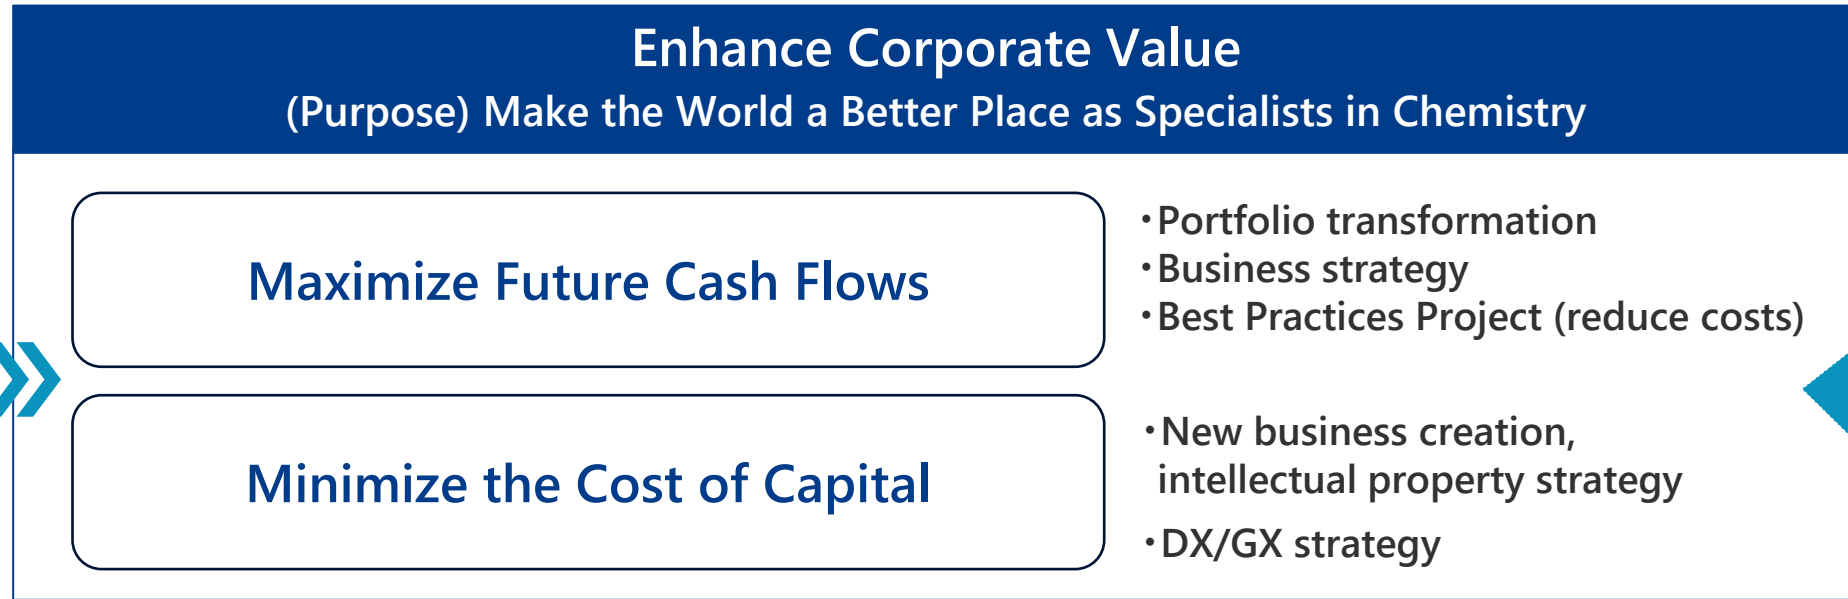 Enhance Corporate Value
(Purpose) Make the World a Better Place as Specialists in Chemistry
Maximize Future Cash Flows
・Portfolio transformation
・Business strategy
・Best Practices Project (reduce costs)
Minimize the Cost of Capital
・New business creation,
intellectual property strategy
・DX/GX strategy